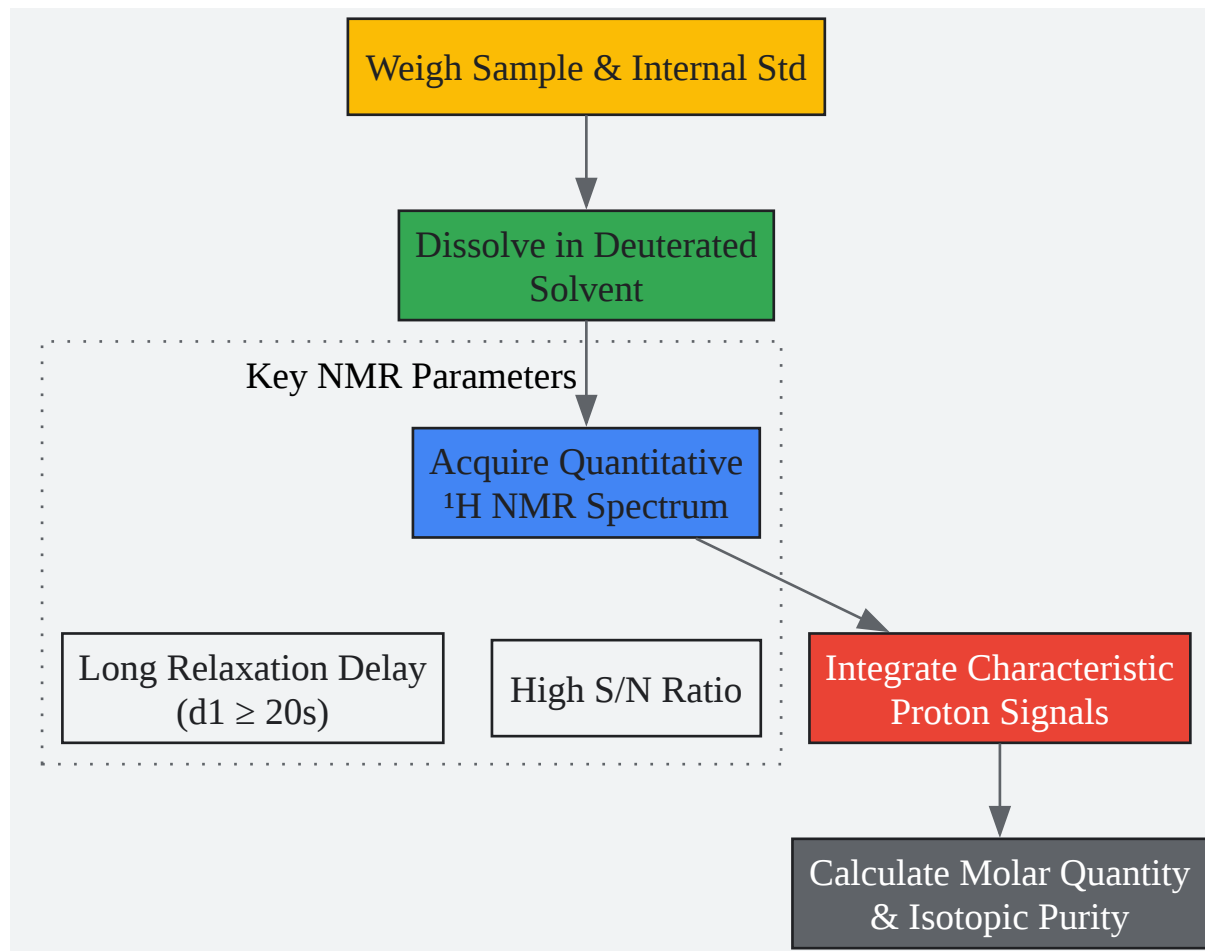 Weigh Sample & Internal Std
Dissolve in Deuterated
Solvent
Key NMR Parameters
Acquire Quantitative
¹H NMR Spectrum
Long Relaxation Delay
(d1 ≥ 20s)
High S/N Ratio
Integrate Characteristic
Proton Signals
Calculate Molar Quantity
& Isotopic Purity